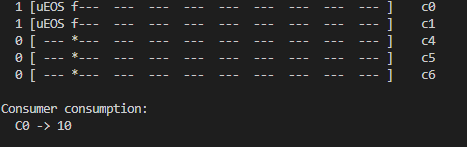 1 [uEOS f--- --- --- --- --- --- --- --- ] c0
1 [uEOS f--- --- --- --- --- --- --- --- ] c1
0 [ --- *--- --- --- --- --- --- --- --- ] c4
0 [ --- *--- --- --- --- --- --- --- --- ] c5
0 [ --- *--- --- --- --- --- --- --- --- ] c6
Consumer consumption:
C0 -> 10